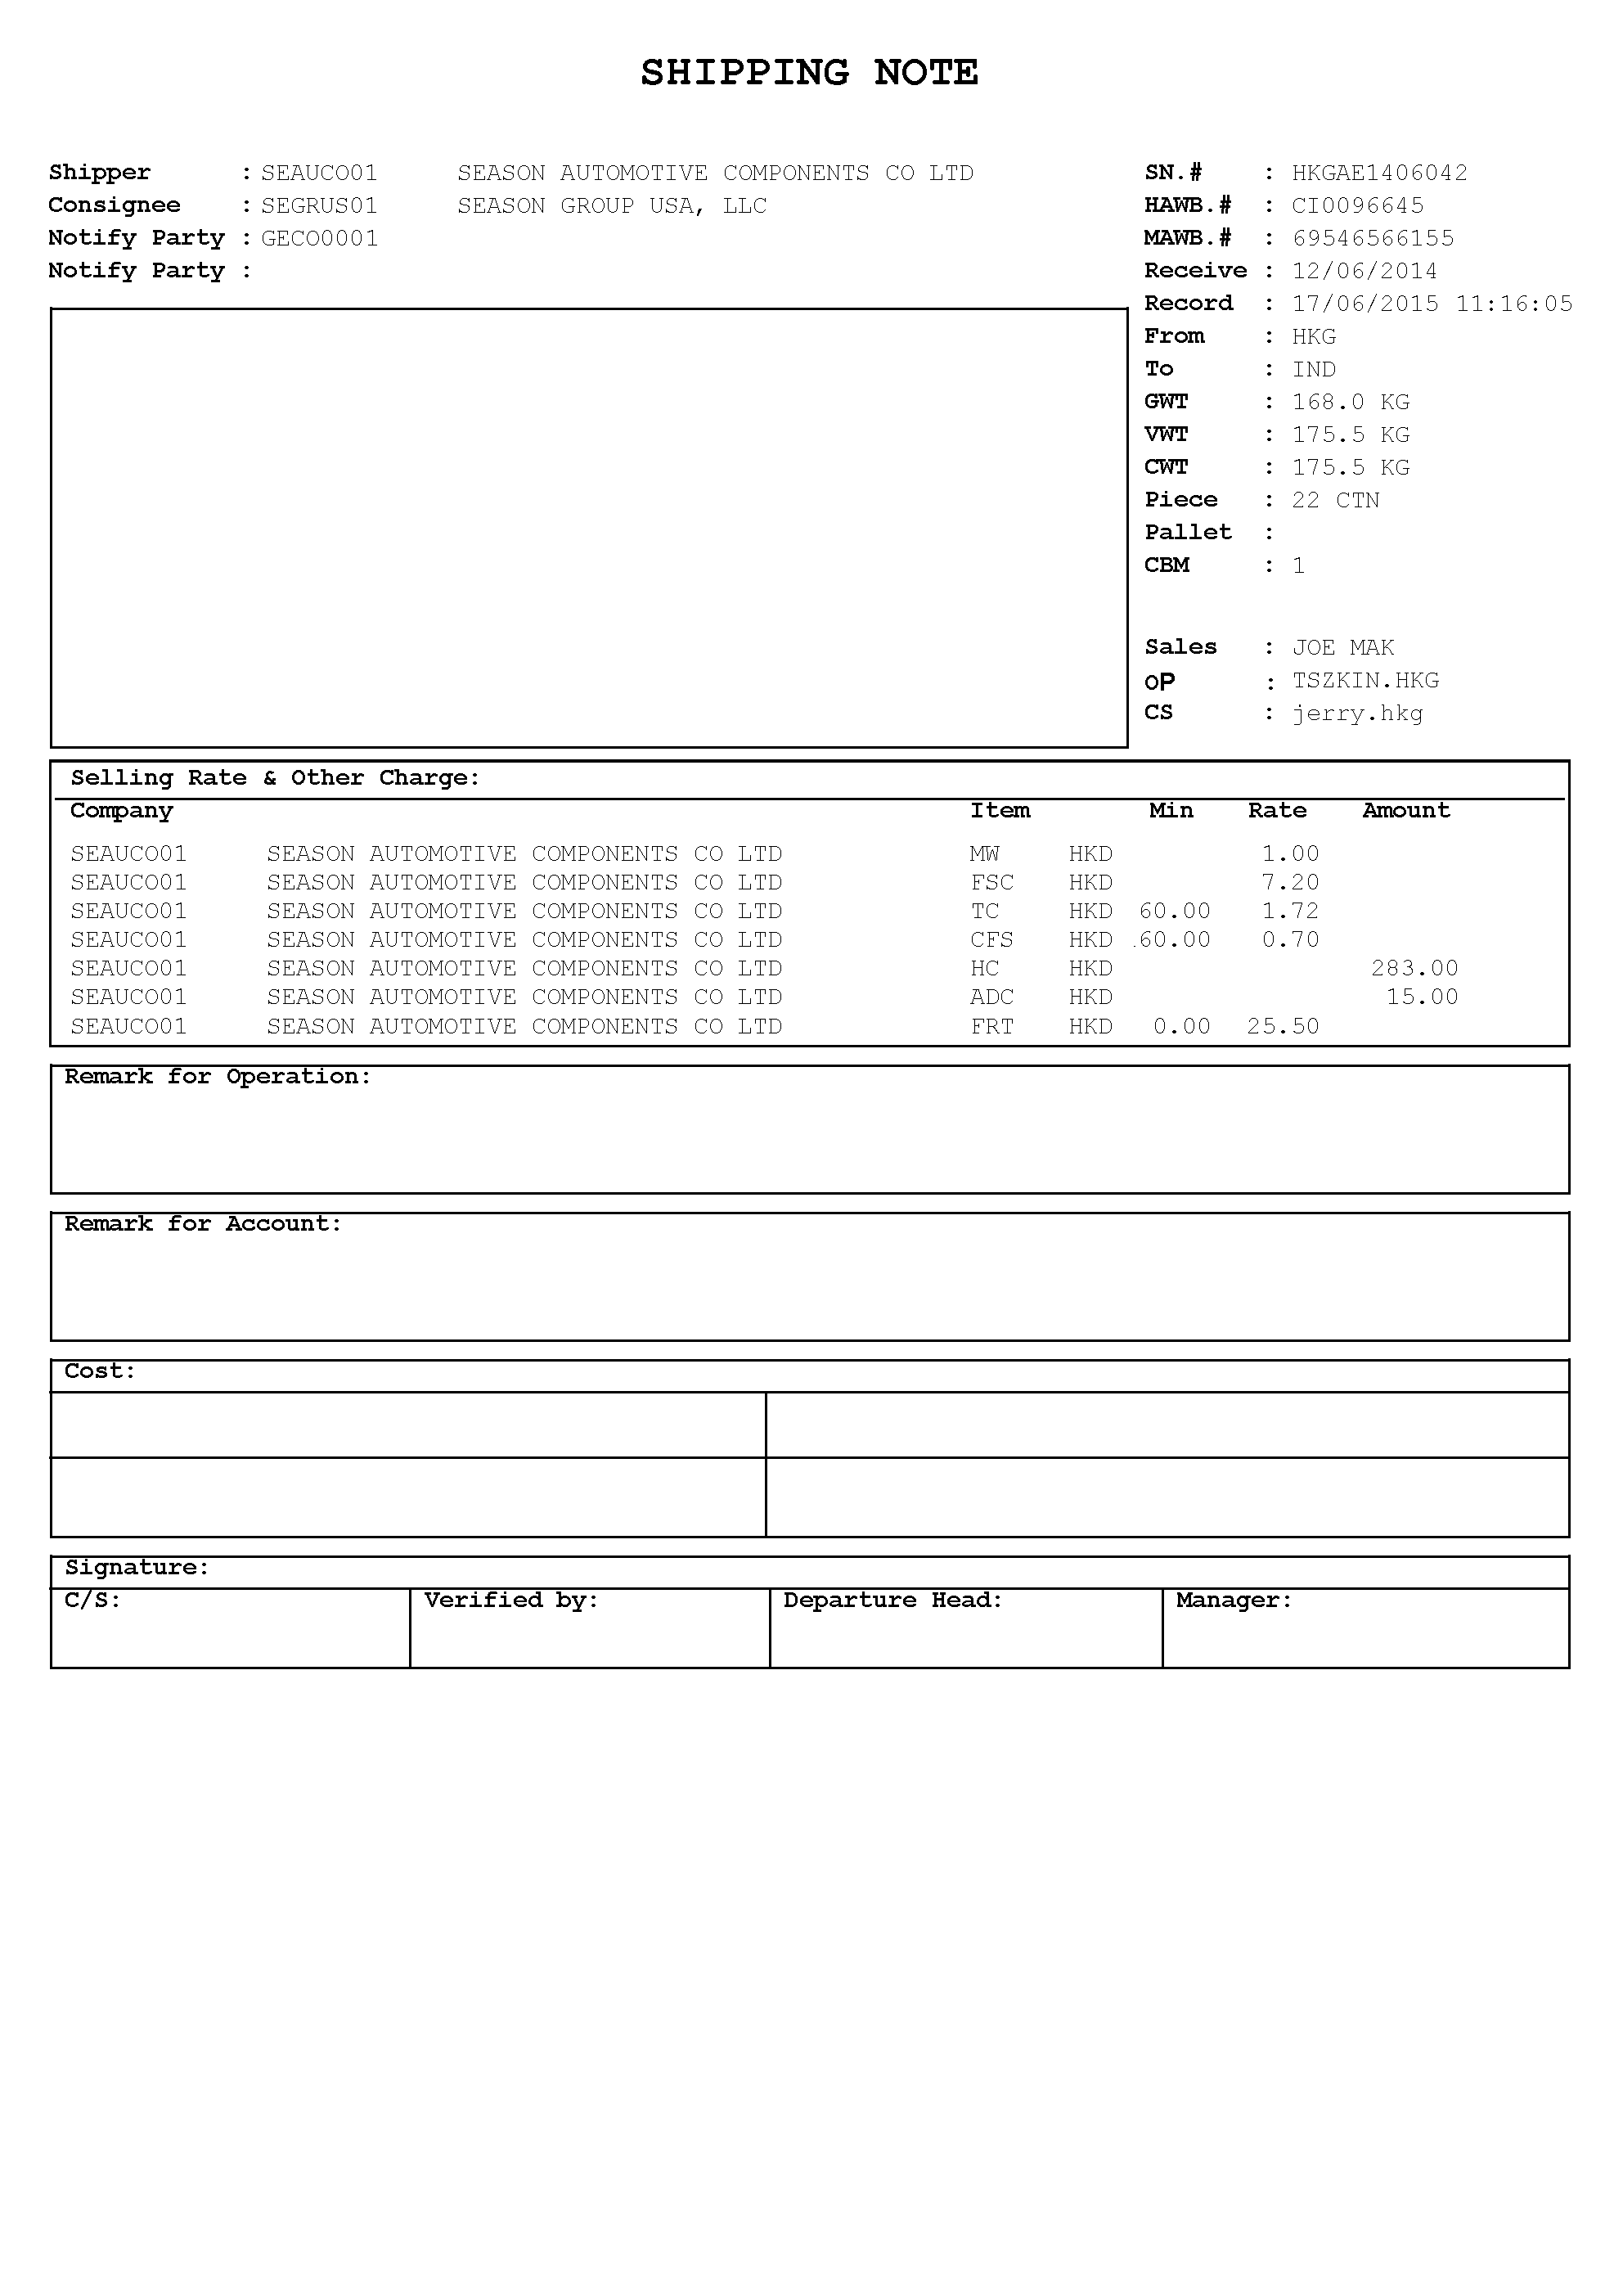 SHIPPING NOTE
Shipper : SEAUCO01 SEASON AUTOMOTIVE COMPONENTS CO LTD
Consignee : SEGRUS01 SEASON GROUP USA, LLC
Notify Party : GECO0001
Notify Party :
SN.# : HKGAE1406042
HAWB.# : CI0096645
MAWB.# : 69546566155
Receive : 12/06/2014
Record : 17/06/2015 11:16:05
From : HKG
To : IND
GWT : 168.0 KG
VWT : 175.5 KG
CWT : 175.5 KG
Piece : 22 CTN
Pallet :
CBM : 1
Sales : JOE MAK
OP : TSZKIN.HKG
CS : jerry.hkg
Selling Rate & Other Charge:
Company Item Min Rate Amount
SEAUCO01 SEASON AUTOMOTIVE COMPONENTS CO LTD MW HKD 1.00
SEAUCO01 SEASON AUTOMOTIVE COMPONENTS CO LTD FSC HKD 7.20
SEAUCO01 SEASON AUTOMOTIVE COMPONENTS CO LTD TC HKD 60.00 1.72
SEAUCO01 SEASON AUTOMOTIVE COMPONENTS CO LTD CFS HKD 60.00 0.70
SEAUCO01 SEASON AUTOMOTIVE COMPONENTS CO LTD HC HKD 283.00
SEAUCO01 SEASON AUTOMOTIVE COMPONENTS CO LTD ADC HKD 15.00
SEAUCO01 SEASON AUTOMOTIVE COMPONENTS CO LTD FRT HKD 0.00 25.50
Remark for Operation:
Remark for Account:
Cost:
Signature:
C/S: Verified by: Departure Head: Manager: